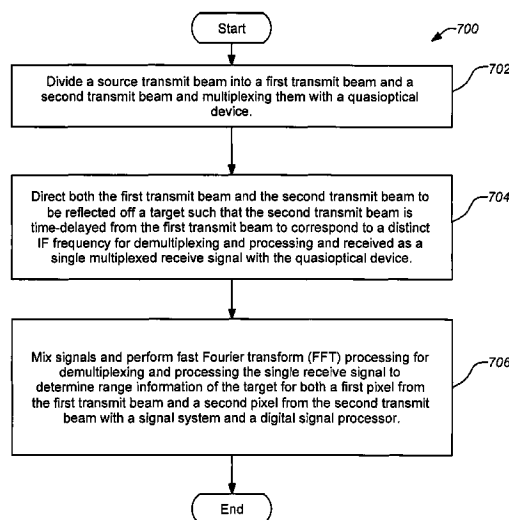 Start
700
Divide a source transmit beam into a first transmit beam and a
second transmit beam and multiplexing them with a quasioptical
device.
702
Direct both the first transmit beam and the second transmit beam to
be reflected off a target such that the second transmit beam is
time-delayed from the first transmit beam to correspond to a distinct
IF frequency for demultiplexing and processing and received as a
single multiplexed receive signal with the quasioptical device.
704
Mix signals and perform fast Fourier transform (FFT) processing for
demultiplexing and processing the single receive signal to
determine range information of the target for both a first pixel from
the first transmit beam and a second pixel from the second transmit
beam with a signal system and a digital signal processor.
706
End